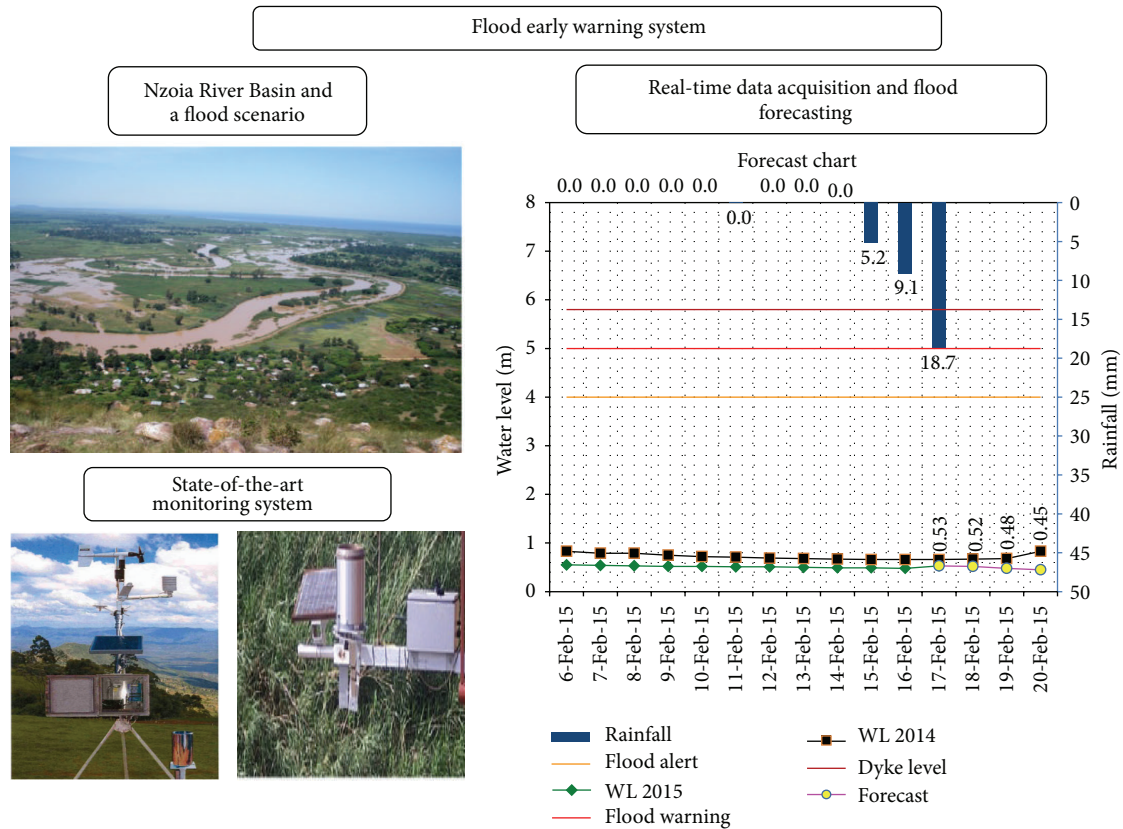 Flood early warning system
Nzoia River Basin and
a flood scenario
Real-time data acquisition and flood
forecasting
State-of-the-art
monitoring system
Forecast chart
0.0 0.0 0.0 0.0 0.0 0.0 0.0 0.0 0.0 5.2 9.1 18.7
Water level (m)
8
7
6
5
4
3
2
1
0
Rainfall (mm)
0
5
10
15
20
25
30
35
40
45
50
0.53 0.52 0.48 0.45
6-Feb-15
7-Feb-15
8-Feb-15
9-Feb-15
10-Feb-15
11-Feb-15
12-Feb-15
13-Feb-15
14-Feb-15
15-Feb-15
16-Feb-15
17-Feb-15
18-Feb-15
19-Feb-15
20-Feb-15
Rainfall
Flood alert
WL 2015
Flood warning
WL 2014
Dyke level
Forecast